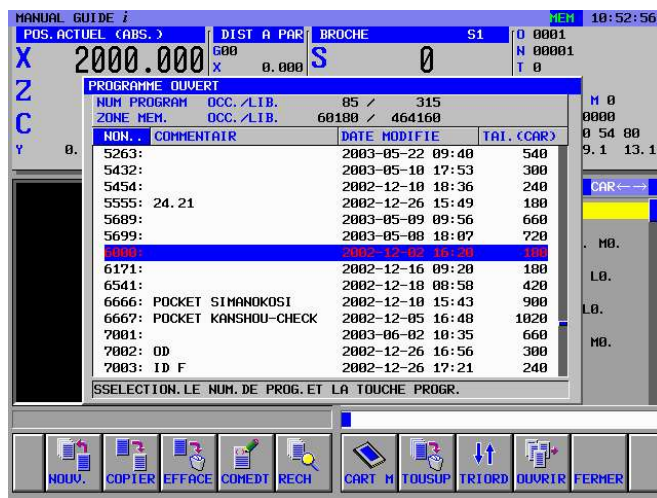 MANUAL GUIDE i MEM 10:52:56
POS.ACTUEL (ABS.) DIST A PAR BROCHE S1 O 0001
X 2000.000 G00 X 0.000 S 0 N 00001
T 0
Z
C
Y 0.
M 0
0000
0 54 80
9.1 13.1
PROGRAMME OUVERT
NUM PROGRAM OCC./LIB. 85 / 315
ZONE MEM. OCC./LIB. 60180 / 464160
NON.. COMMENTAIR DATE MODIFIE TAI.(CAR)
5263: 2003-05-22 09:40 540
5432: 2003-05-10 17:53 300
5454: 2002-12-10 18:36 240
5555: 24.21 2002-12-26 15:49 180
5689: 2003-05-09 09:56 660
5699: 2003-05-08 18:07 720
6000: 2002-12-02 16:20 180
6171: 2002-12-16 09:20 180
6541: 2002-12-18 08:58 420
6666: POCKET SIMANOKOSI 2002-12-10 15:43 900
6667: POCKET KANSHOU-CHECK 2002-12-05 16:48 1020
7001: 2003-06-02 10:35 660
7002: OD 2002-12-26 16:56 300
7003: ID F 2002-12-26 17:21 240
SSELECTION.LE NUM.DE PROG.ET LA TOUCHE PROGR.
CAR←→
. M0.
L0.
L0.
M0.
NOUV. COPIER EFFACE COMEDT RECH CART M TOUSUP TRIORD OUVRIR FERMER